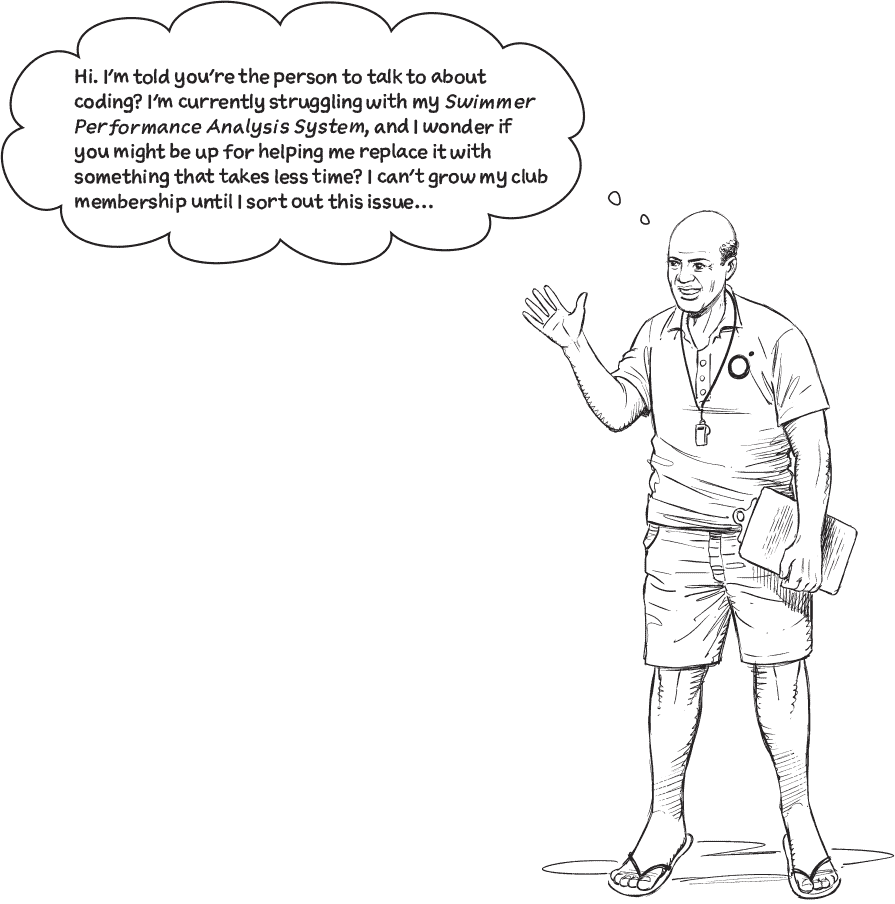 Hi. I'm told you're the person to talk to about
coding? I'm currently struggling with my Swimmer
Performance Analysis System, and I wonder if
you might be up for helping me replace it with
something that takes less time? I can't grow my club
membership until I sort out this issue...